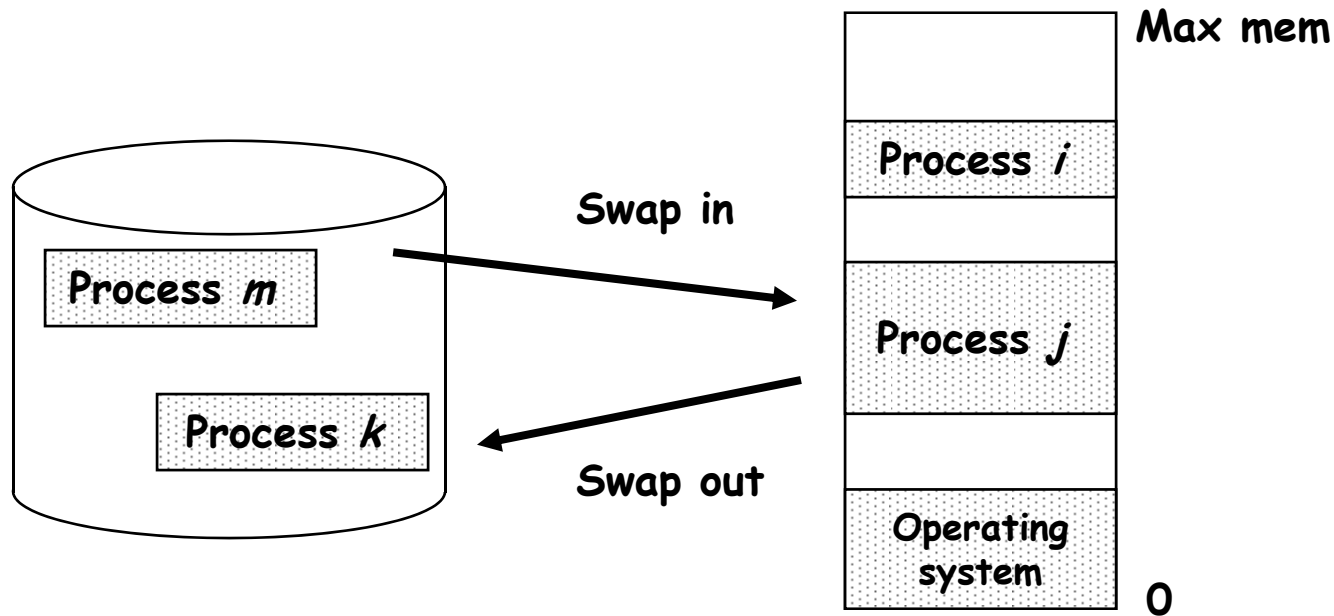 Max mem
Process i
Swap in
Process m
Process j
Process k
Swap out
Operating
system
0